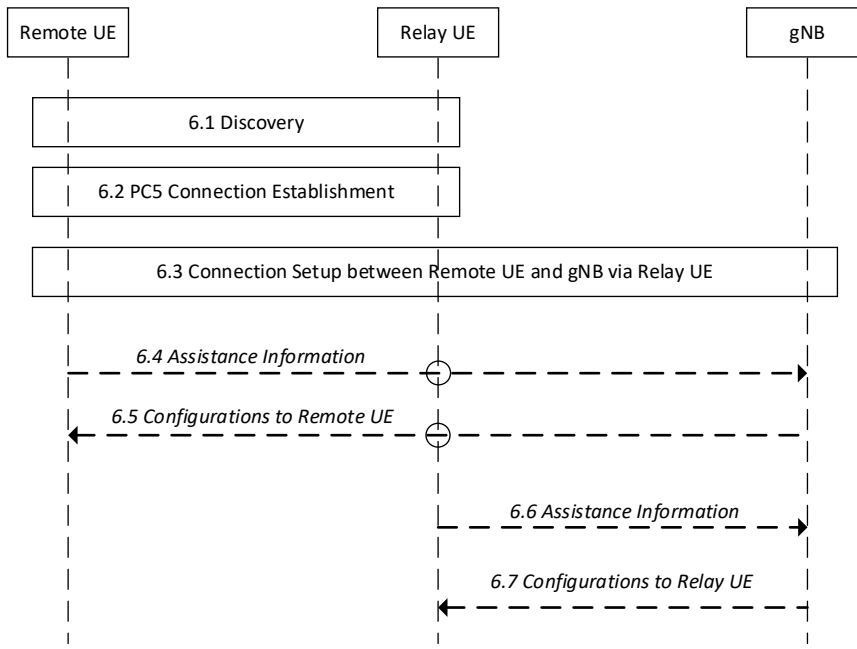 Remote UE
Relay UE
gNB
6.1 Discovery
6.2 PC5 Connection Establishment
6.3 Connection Setup between Remote UE and gNB via Relay UE
6.4 Assistance Information
6.5 Configurations to Remote UE
6.6 Assistance Information
6.7 Configurations to Relay UE